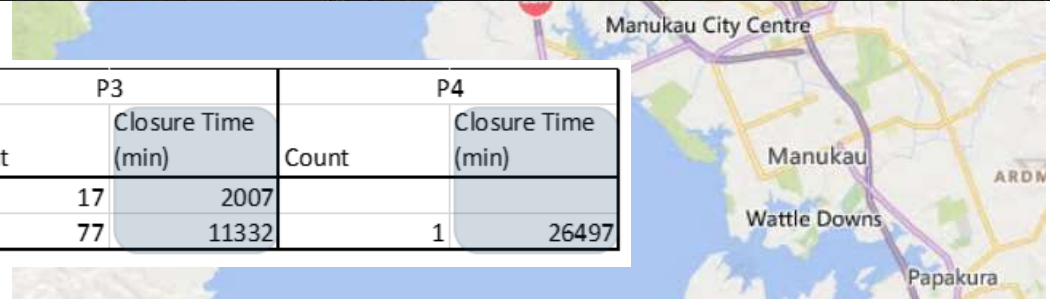 Manukau City Centre
P3 P4
Closure Time Closure Time
t (min) Count (min)
17 2007
77 11332 1 26497
Manukau
ARDM
Wattle Downs
Papakura